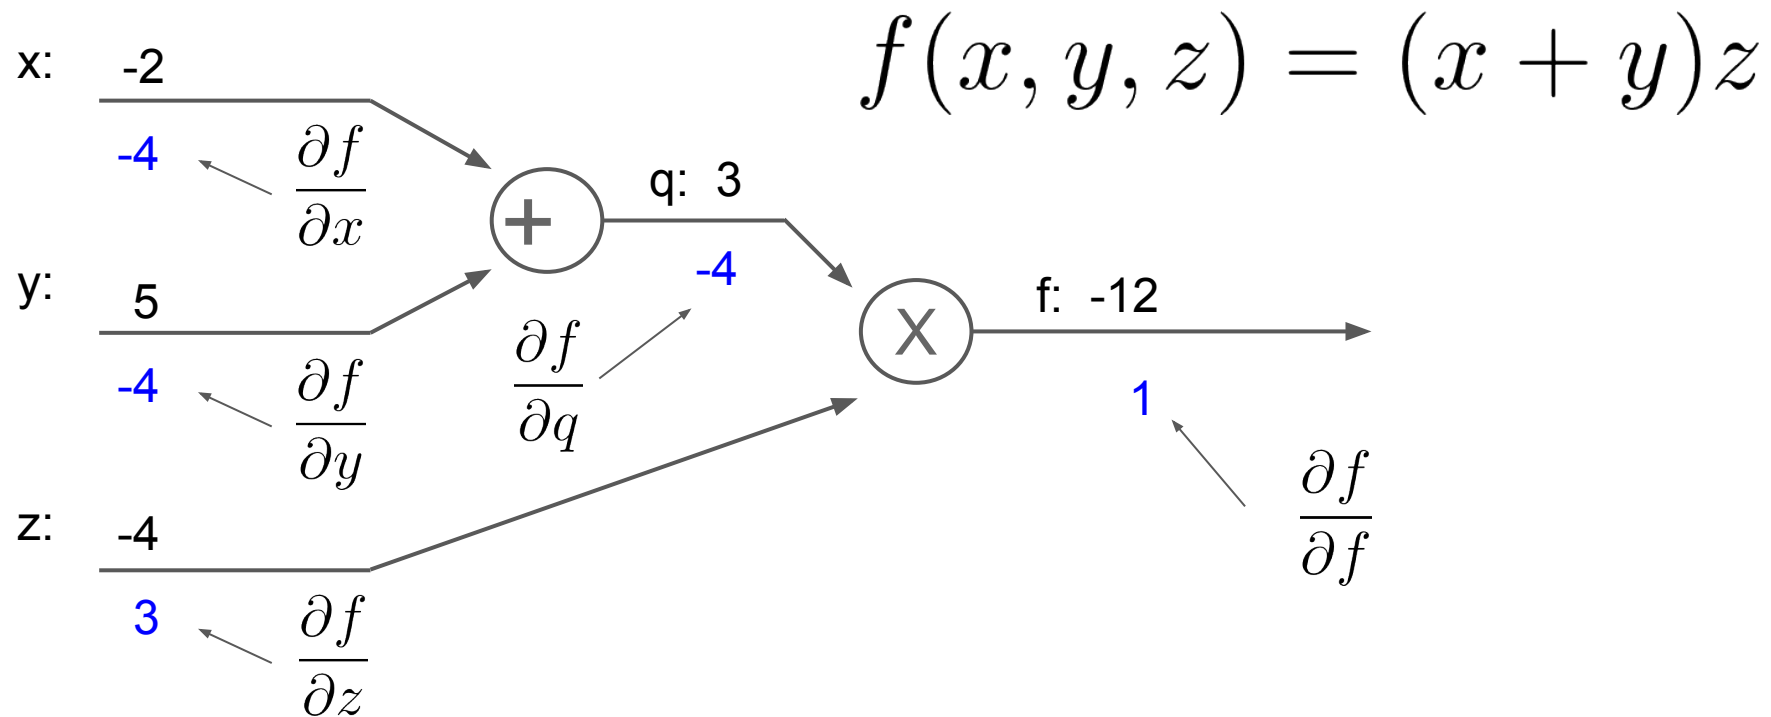 f(x, y, z) = (x + y)z
x: -2
-4 ∂f/∂x
+
q: 3
-4
∂f/∂q
y: 5
-4 ∂f/∂y
X
f: -12
1
∂f/∂f
z: -4
3 ∂f/∂z